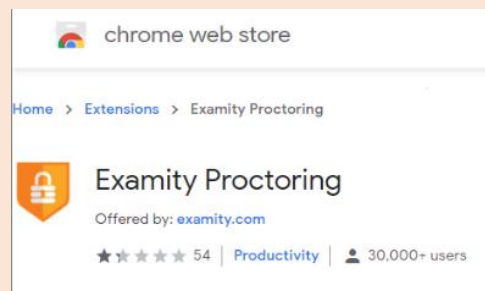 chrome web store
Home > Extensions > Examity Proctoring
Examity Proctoring
Offered by: examity.com
54 | Productivity | 30,000+ users